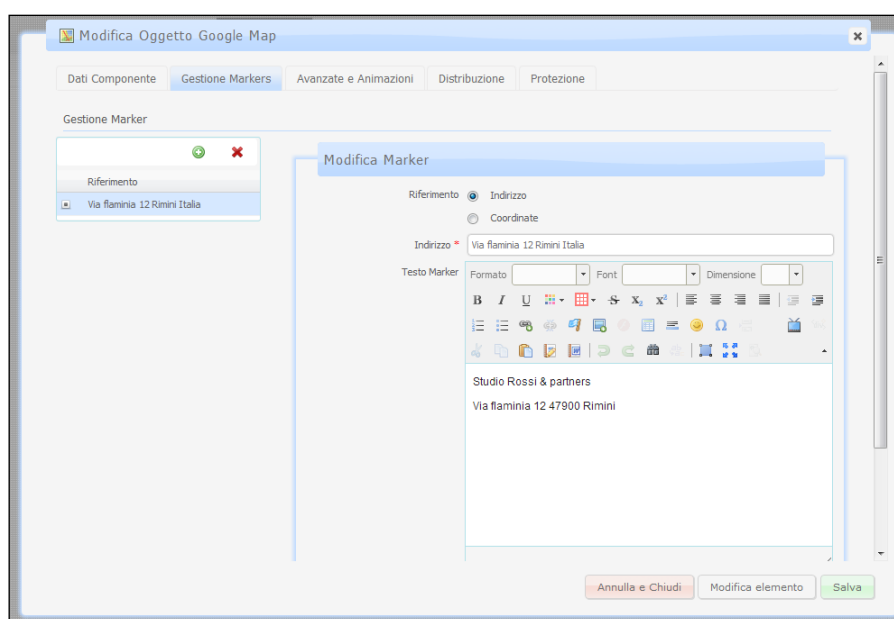 Modifica Oggetto Google Map
Dati Componente Gestione Markers Avanzate e Animazioni Distribuzione Protezione
Gestione Marker
Modifica Marker
Riferimento
Via flaminia 12 Rimini Italia
Riferimento Indirizzo
Coordinate
Indirizzo * Via flaminia 12 Rimini Italia
Testo Marker Formato Font Dimensione
B I U S X₂ X²
Ω
Studio Rossi & partners
Via flaminia 12 47900 Rimini
Annulla e Chiudi Modifica elemento Salva